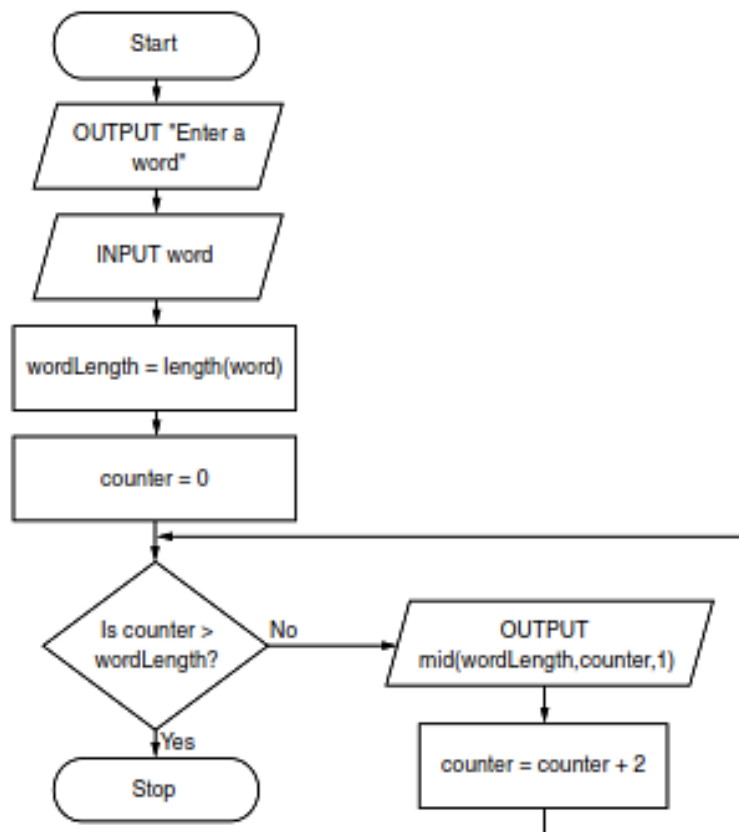 Start
OUTPUT "Enter a
word"
INPUT word
wordLength = length(word)
counter = 0
Is counter >
wordLength?
No
OUTPUT
mid(wordLength,counter,1)
Yes
counter = counter + 2
Stop